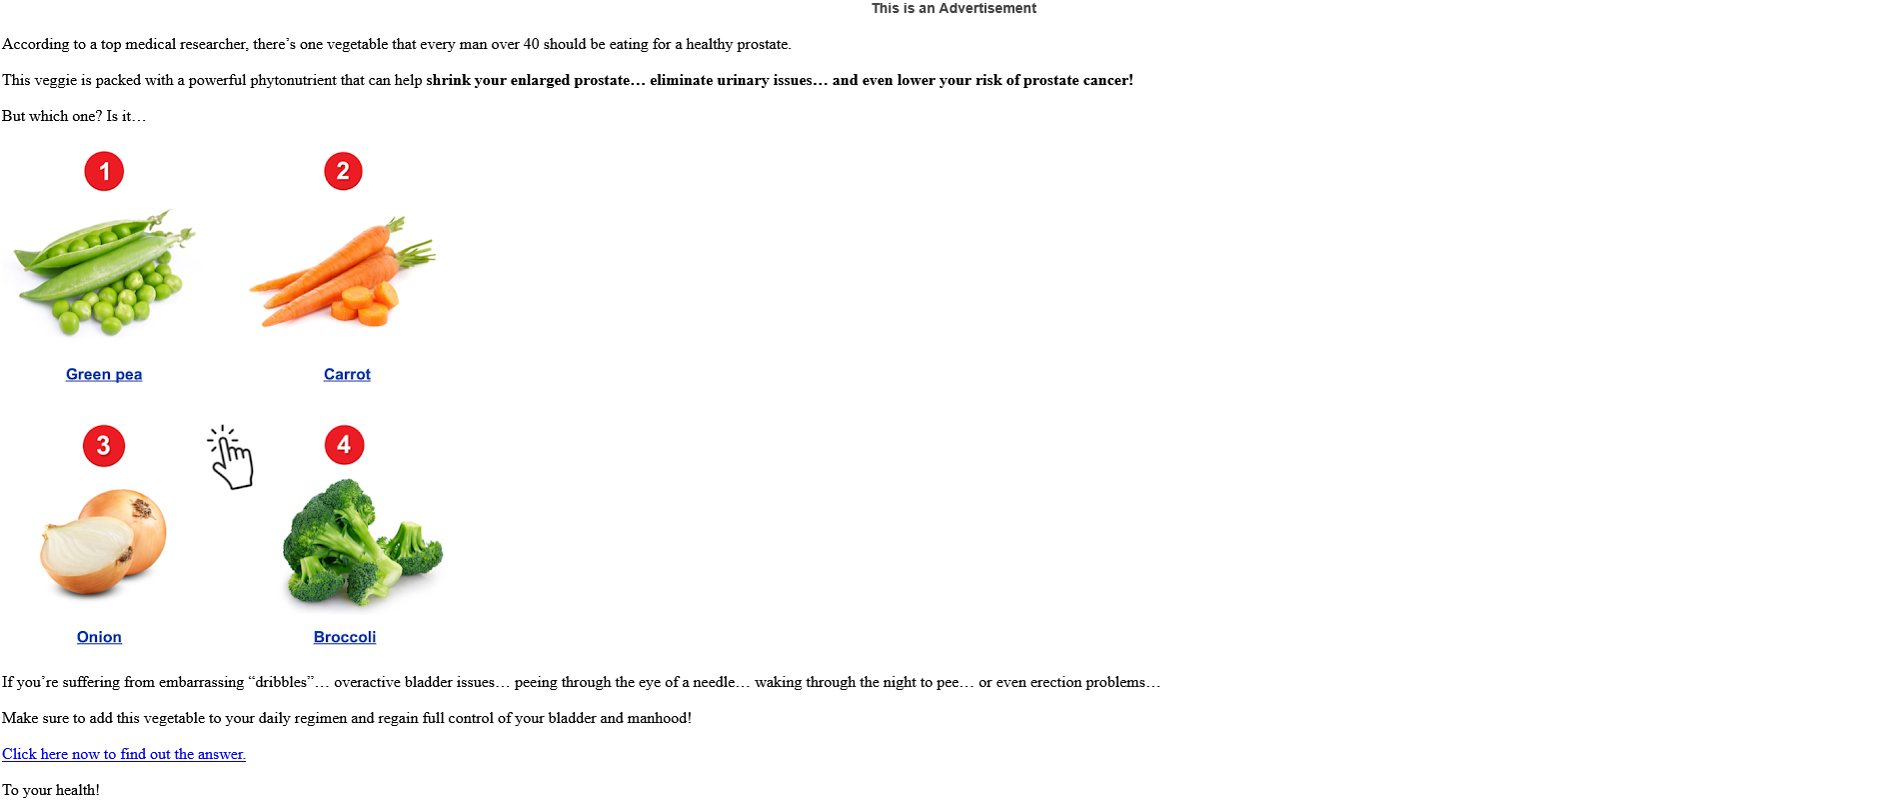 This is an Advertisement
According to a top medical researcher, there’s one vegetable that every man over 40 should be eating for a healthy prostate.
This veggie is packed with a powerful phytonutrient that can help shrink your enlarged prostate… eliminate urinary issues… and even lower your risk of prostate cancer!
But which one? Is it…
1 2
Green pea Carrot
3 4
Onion Broccoli
If you’re suffering from embarrassing “dribbles”… overactive bladder issues… peeing through the eye of a needle… waking through the night to pee… or even erection problems…
Make sure to add this vegetable to your daily regimen and regain full control of your bladder and manhood!
Click here now to find out the answer.
To your health!